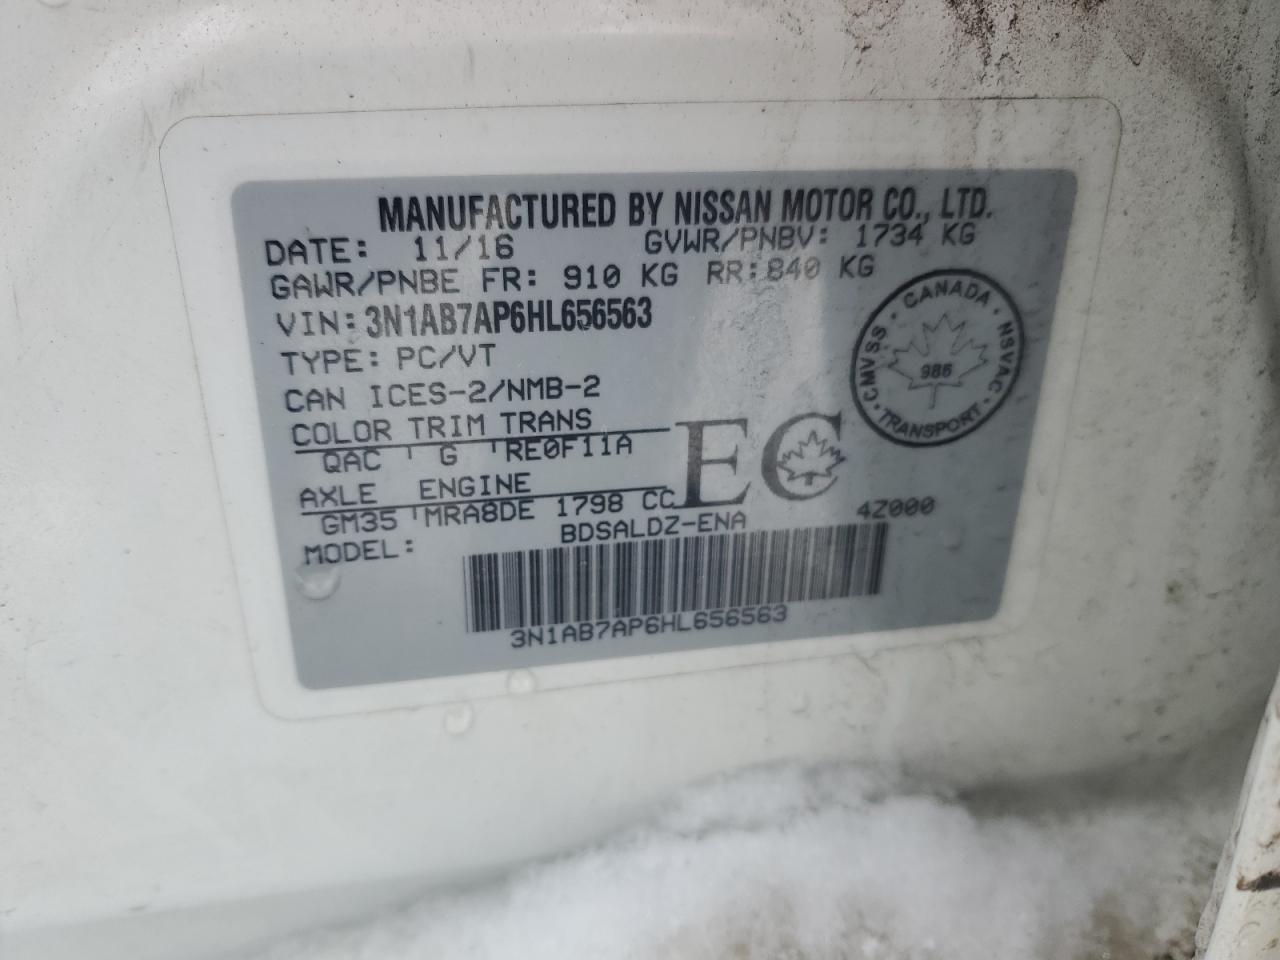 MANUFACTURED BY NISSAN MOTOR CO., LTD.
DATE: 11/16 GVWR/PNBV: 1734 KG
GAWR/PNBE FR: 910 KG RR: 840 KG
VIN: 3N1AB7AP6HL656563
TYPE: PC/VT
CAN ICES-2/NMB-2
COLOR TRIM TRANS
QAC G RE0F11A
AXLE ENGINE
GM35 MRA8DE 1798 CC
MODEL: BDSALDZ-ENA 4Z000
3N1AB7AP6HL656563
EC
CANADA
CMVSS · NSVAC
986
TRANSPORT